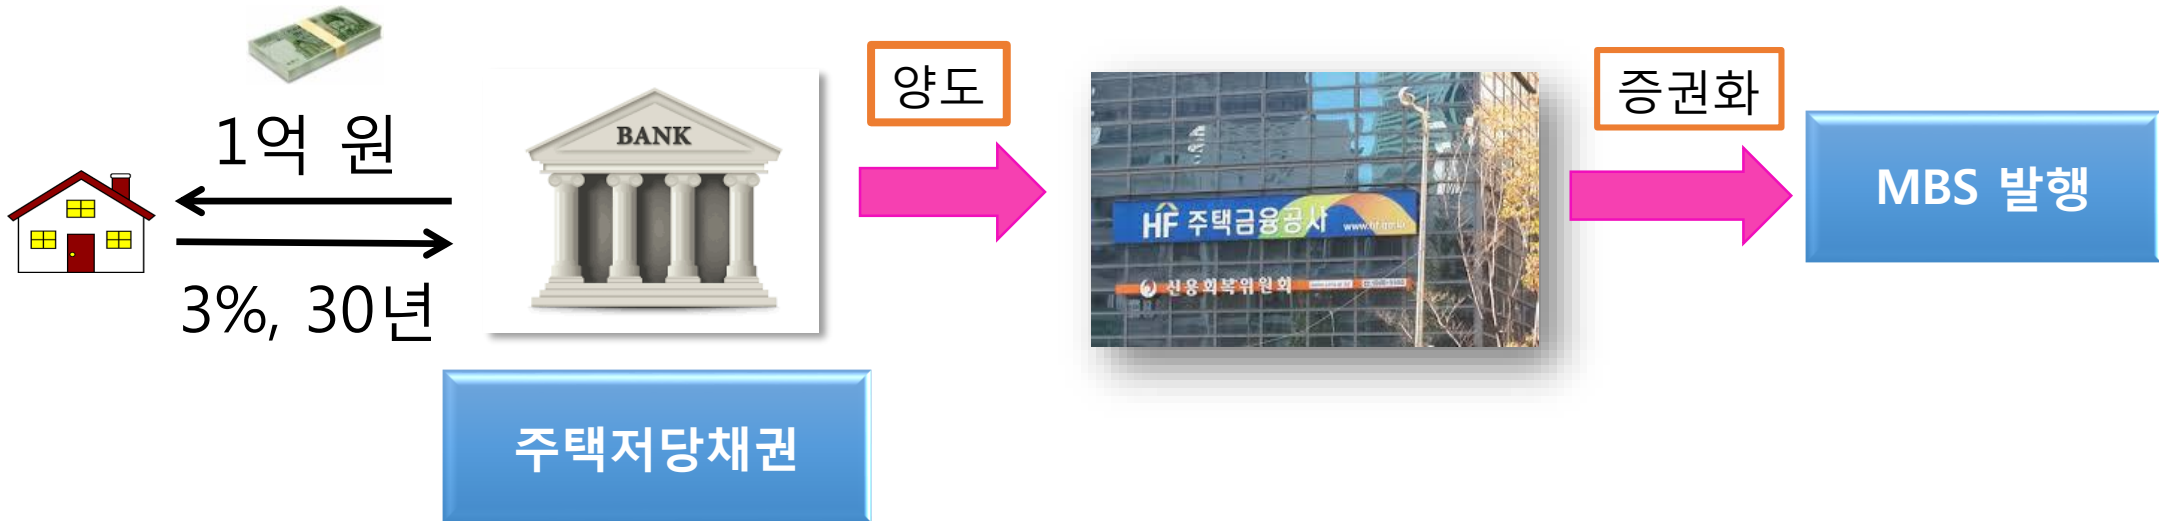 1억 원
3%, 30년
BANK
주택저당채권
양도
HF 주택금융공사
신용회복위원회
증권화
MBS 발행